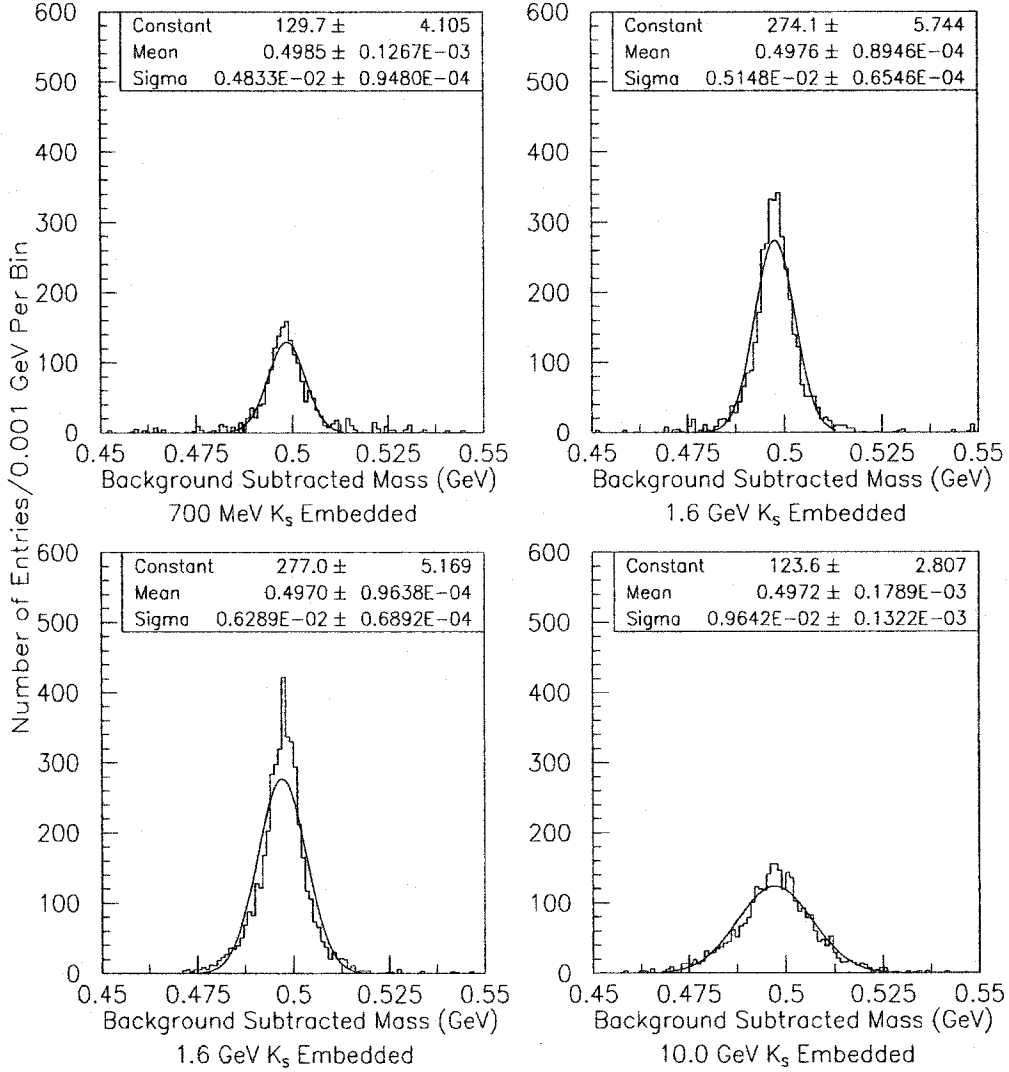 Number of Entries/0.001 GeV Per Bin
600
500
400
300
200
100
0
Constant 129.7 ± 4.105
Mean 0.4985 ± 0.1267E−03
Sigma 0.4833E−02 ± 0.9480E−04
0.45 0.475 0.5 0.525 0.55
Background Subtracted Mass (GeV)
700 MeV Ks Embedded
600
500
400
300
200
100
0
Constant 274.1 ± 5.744
Mean 0.4976 ± 0.8946E−04
Sigma 0.5148E−02 ± 0.6546E−04
0.45 0.475 0.5 0.525 0.55
Background Subtracted Mass (GeV)
1.6 GeV Ks Embedded
600
500
400
300
200
100
0
Constant 277.0 ± 5.169
Mean 0.4970 ± 0.9638E−04
Sigma 0.6289E−02 ± 0.6892E−04
0.45 0.475 0.5 0.525 0.55
Background Subtracted Mass (GeV)
1.6 GeV Ks Embedded
600
500
400
300
200
100
0
Constant 123.6 ± 2.807
Mean 0.4972 ± 0.1789E−03
Sigma 0.9642E−02 ± 0.1322E−03
0.45 0.475 0.5 0.525 0.55
Background Subtracted Mass (GeV)
10.0 GeV Ks Embedded